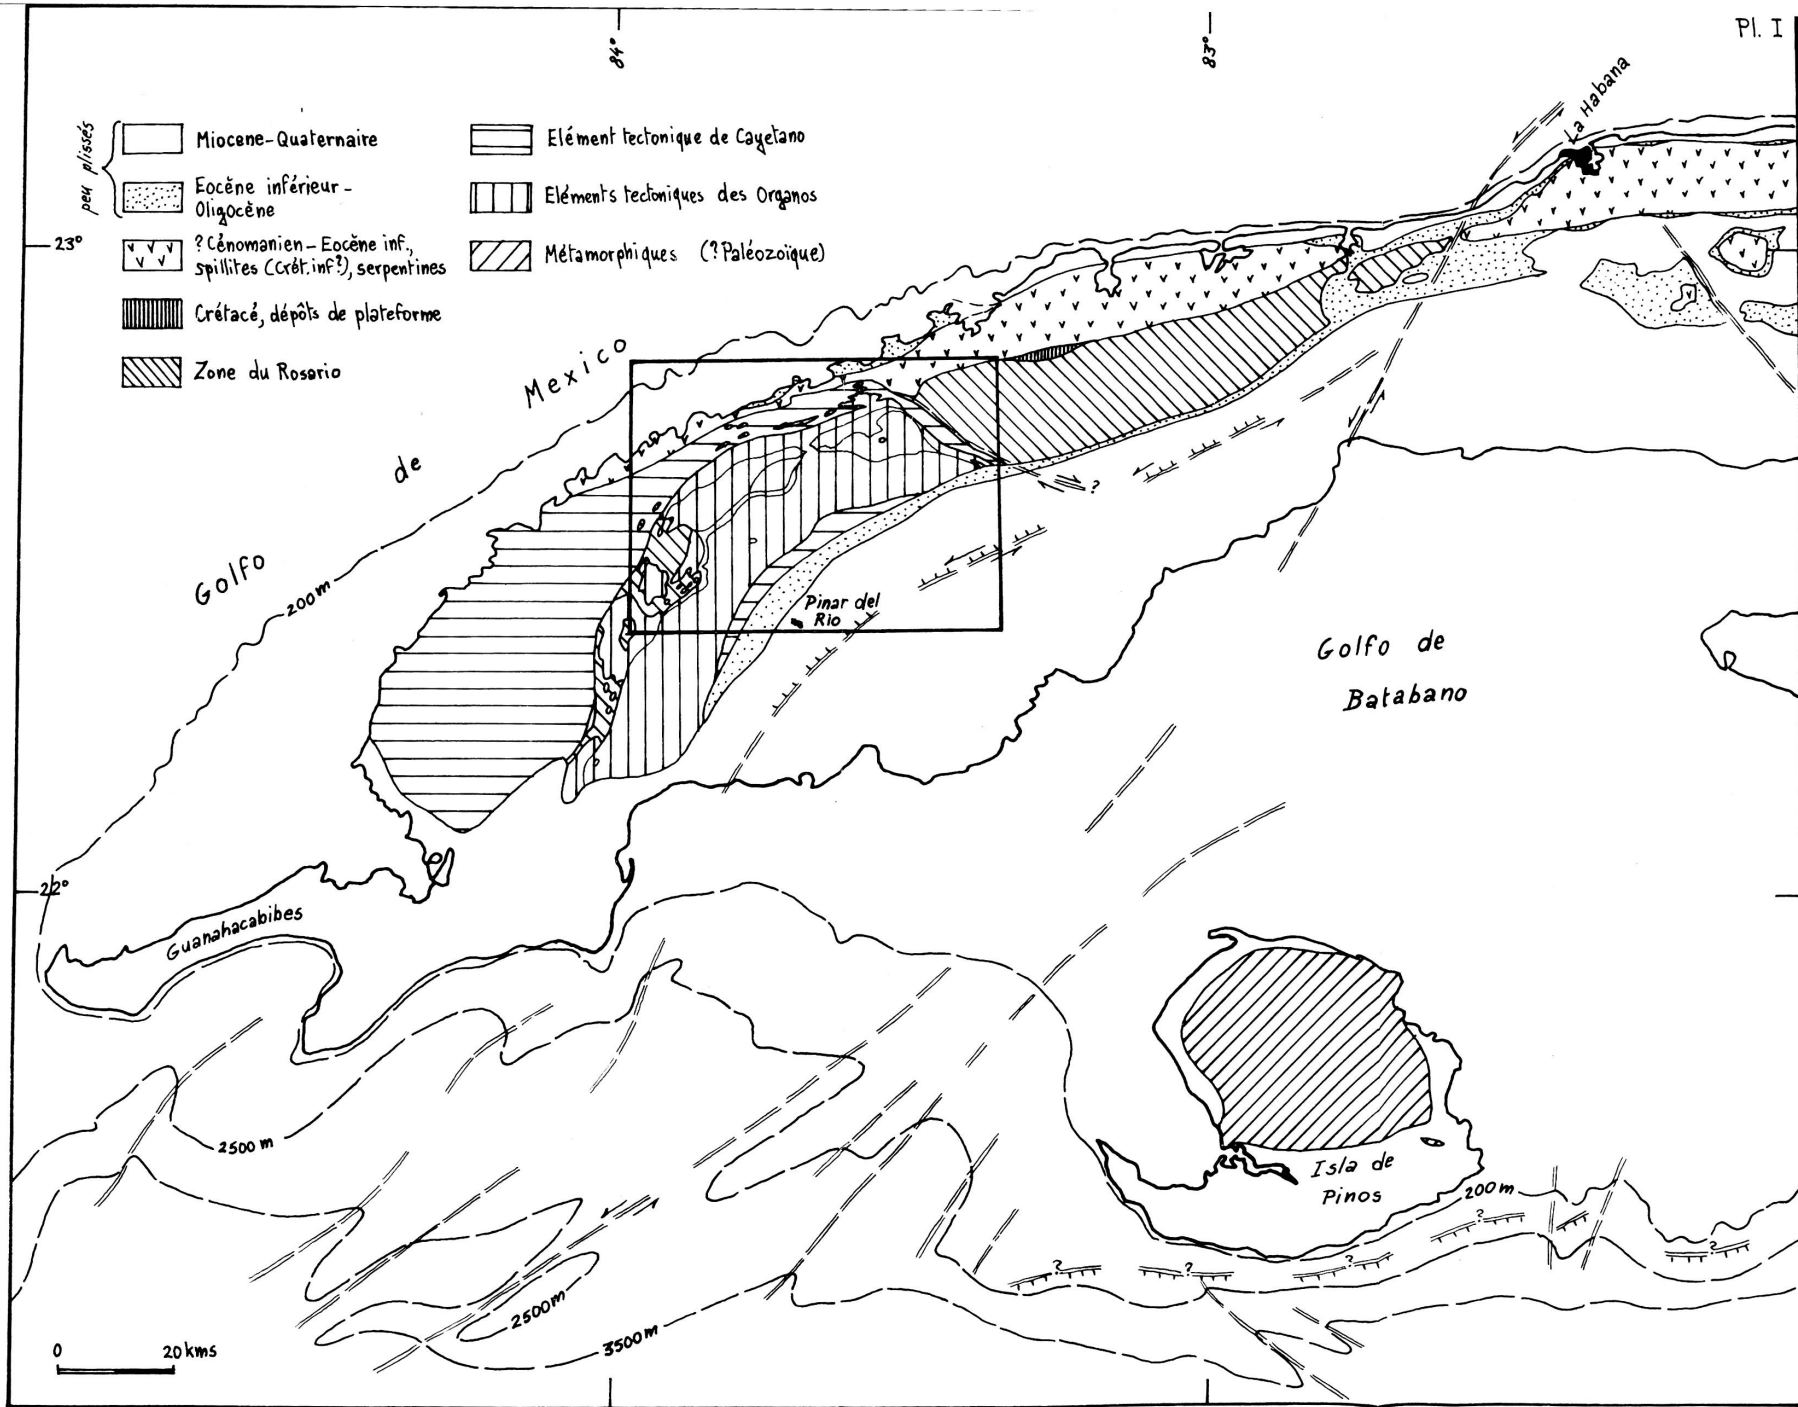 Pl. I
84°
83°
La Habana
peu plissés
Miocene-Quaternaire
Eocène inférieur -
Oligocène
? Cénomanien - Eocène inf.,
spillites (Crét. inf?), serpentines
Crétacé, dépôts de plateforme
Zone du Rosario
Elément tectonique de Cayetano
Eléments tectoniques des Organos
Métamorphiques (? Paléozoïque)
23°
Golfo de Mexico
200m
?
Pinar del
Rio
Golfo de
Batabano
22°
Guanahacabibes
2500 m
Isla de
Pinos
200 m
?
?
?
?
?
2500m
3500m
0 20 kms